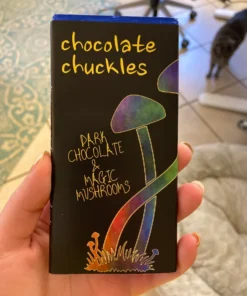 chocolate
chuckles
DARK
CHOCOLATE
&
MAGIC
MUSHROOMS